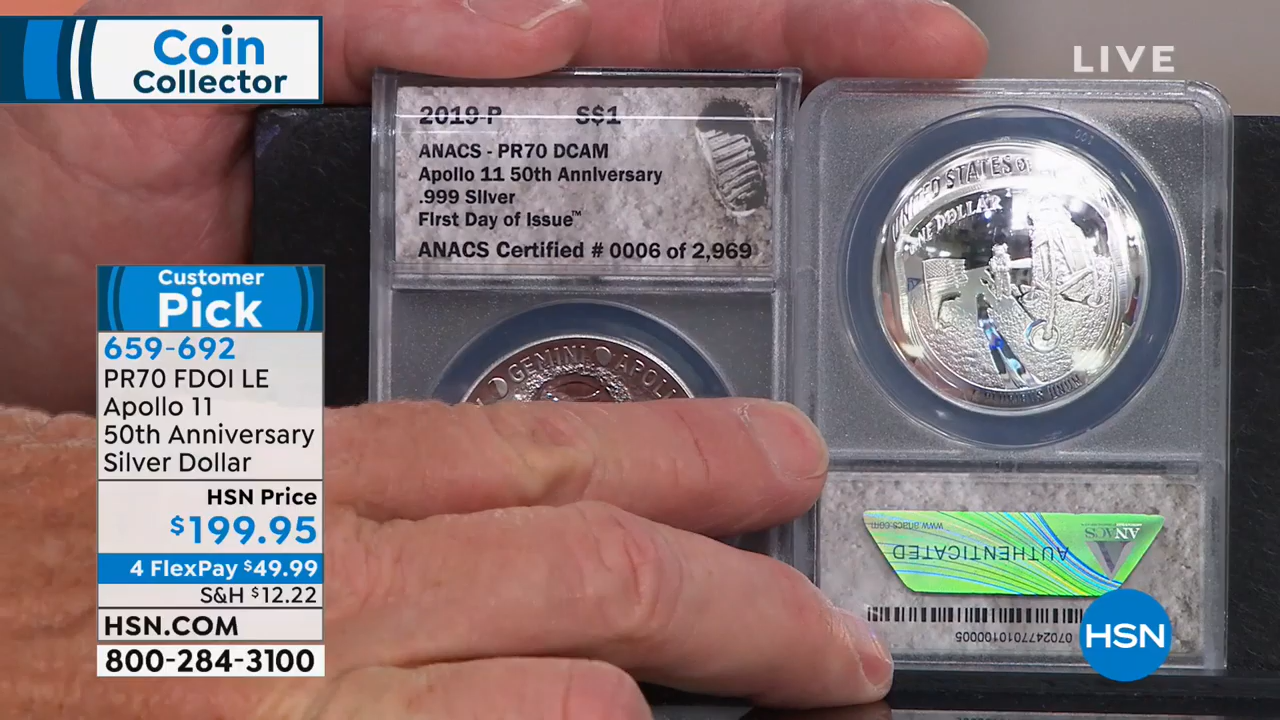 Coin
Collector
LIVE
2019-P S$1
ANACS - PR70 DCAM
Apollo 11 50th Anniversary
.999 Silver
First Day of Issue™
ANACS Certified # 0006 of 2,969
GEMINI APOLL
UNITED STATES
ONE DOLLAR
Customer
Pick
659-692
PR70 FDOI LE
Apollo 11
50th Anniversary
Silver Dollar
HSN Price
$199.95
4 FlexPay $49.99
S&H $12.22
HSN.COM
800-284-3100
www.anacs.com
ANACS
AUTHENTICATED
0702477010100005
HSN